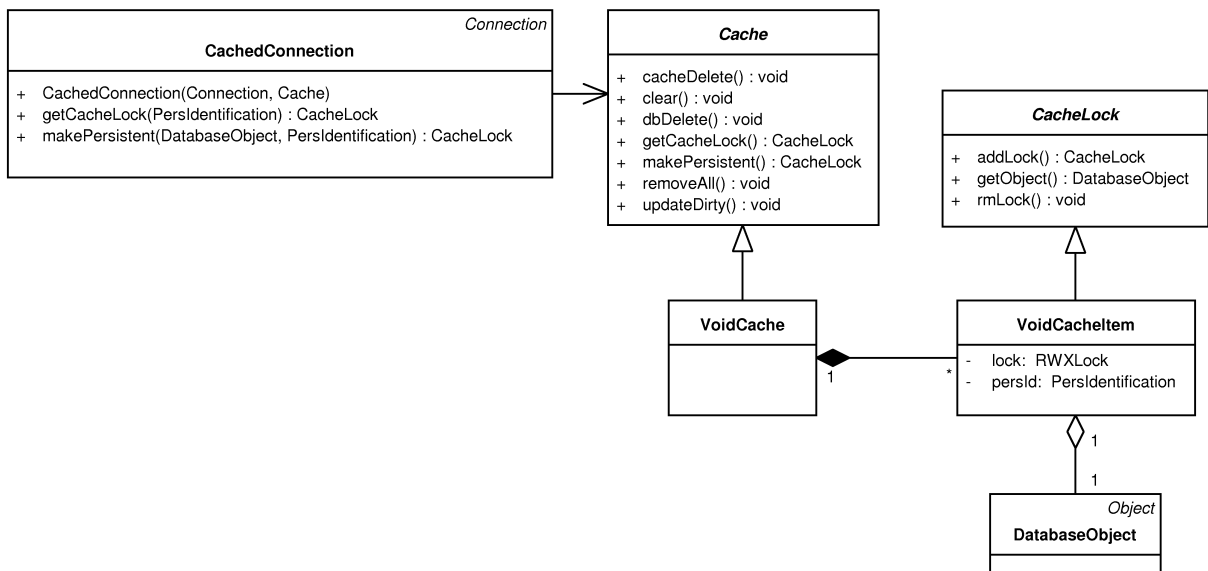 Connection
CachedConnection
+ CachedConnection(Connection, Cache)
+ getCacheLock(PersIdentification) : CacheLock
+ makePersistent(DatabaseObject, PersIdentification) : CacheLock
Cache
+ cacheDelete() : void
+ clear() : void
+ dbDelete() : void
+ getCacheLock() : CacheLock
+ makePersistent() : CacheLock
+ removeAll() : void
+ updateDirty() : void
CacheLock
+ addLock() : CacheLock
+ getObject() : DatabaseObject
+ rmLock() : void
VoidCache
1
*
VoidCacheItem
- lock: RWXLock
- persId: PersIdentification
1
1
Object
DatabaseObject